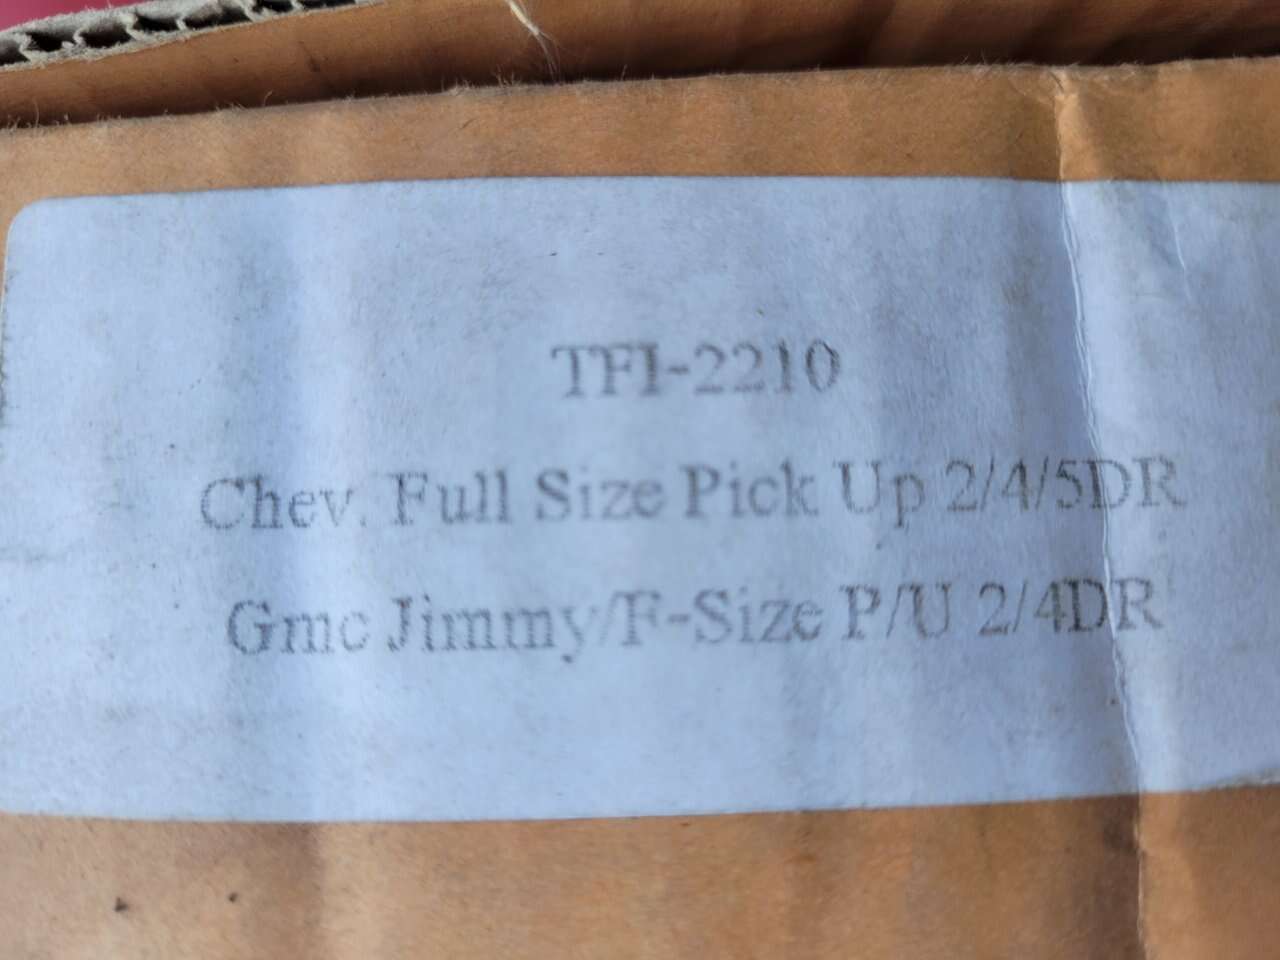 TFI-2210
Chev. Full Size Pick Up 2/4/5DR
Gmc Jimmy/F-Size P/U 2/4DR